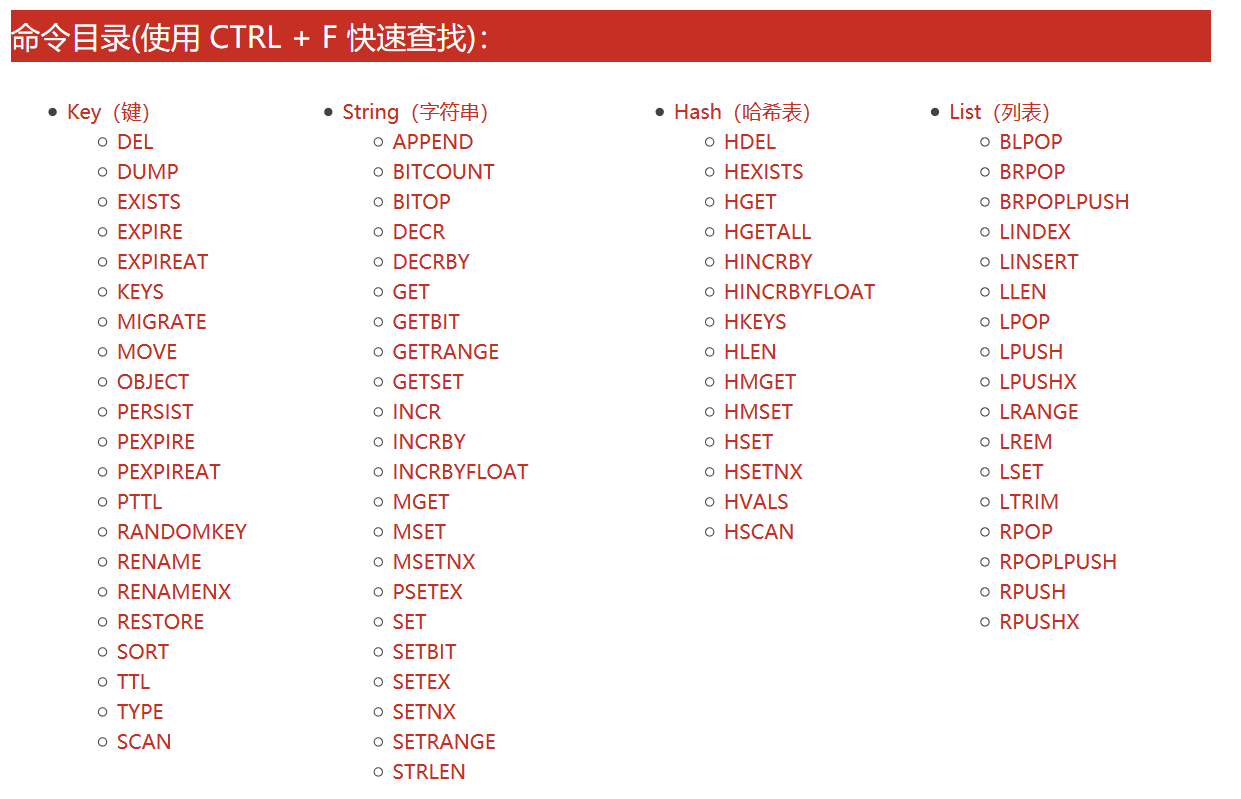 命令目录(使用 CTRL + F 快速查找):
Key（键）
DEL
DUMP
EXISTS
EXPIRE
EXPIREAT
KEYS
MIGRATE
MOVE
OBJECT
PERSIST
PEXPIRE
PEXPIREAT
PTTL
RANDOMKEY
RENAME
RENAMENX
RESTORE
SORT
TTL
TYPE
SCAN
String（字符串）
APPEND
BITCOUNT
BITOP
DECR
DECRBY
GET
GETBIT
GETRANGE
GETSET
INCR
INCRBY
INCRBYFLOAT
MGET
MSET
MSETNX
PSETEX
SET
SETBIT
SETEX
SETNX
SETRANGE
STRLEN
Hash（哈希表）
HDEL
HEXISTS
HGET
HGETALL
HINCRBY
HINCRBYFLOAT
HKEYS
HLEN
HMGET
HMSET
HSET
HSETNX
HVALS
HSCAN
List（列表）
BLPOP
BRPOP
BRPOPLPUSH
LINDEX
LINSERT
LLEN
LPOP
LPUSH
LPUSHX
LRANGE
LREM
LSET
LTRIM
RPOP
RPOPLPUSH
RPUSH
RPUSHX